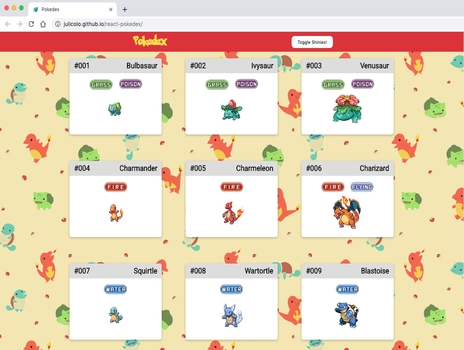 Pokedex
julicolo.github.io/react-pokedex/
Pokedex
Toggle Shinies!
#001 Bulbasaur
GRASS POISON
#002 Ivysaur
GRASS POISON
#003 Venusaur
GRASS POISON
#004 Charmander
FIRE
#005 Charmeleon
FIRE
#006 Charizard
FIRE FLYING
#007 Squirtle
WATER
#008 Wartortle
WATER
#009 Blastoise
WATER